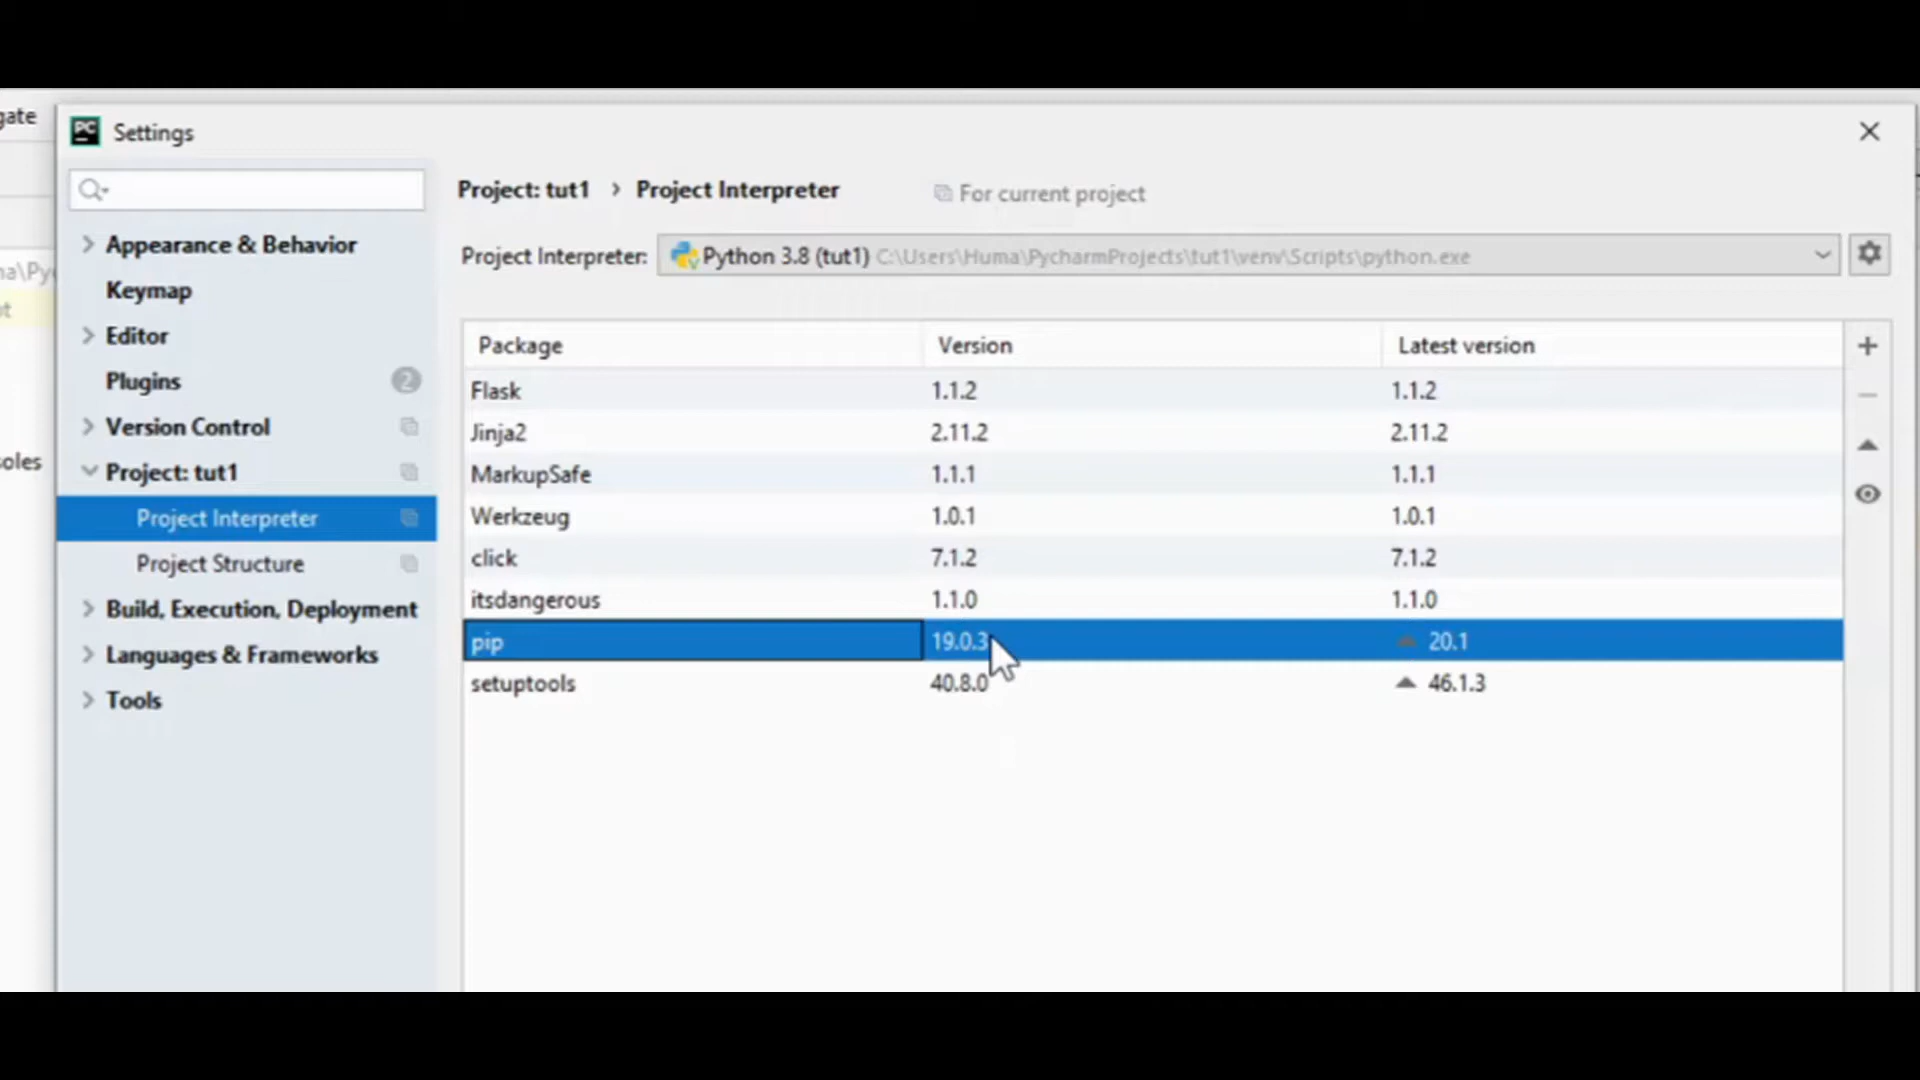 gate
PC Settings
Project: tut1 › Project Interpreter For current project
Appearance & Behavior
Project Interpreter: Python 3.8 (tut1) C:\Users\Huma\PycharmProjects\tut1\venv\Scripts\python.exe
Keymap
Editor
Plugins 2
Version Control
oles
Project: tut1
Project Interpreter
Project Structure
Build, Execution, Deployment
Languages & Frameworks
Tools
Package Version Latest version
Flask 1.1.2 1.1.2
Jinja2 2.11.2 2.11.2
MarkupSafe 1.1.1 1.1.1
Werkzeug 1.0.1 1.0.1
click 7.1.2 7.1.2
itsdangerous 1.1.0 1.1.0
pip 19.0.3 20.1
setuptools 40.8.0 46.1.3